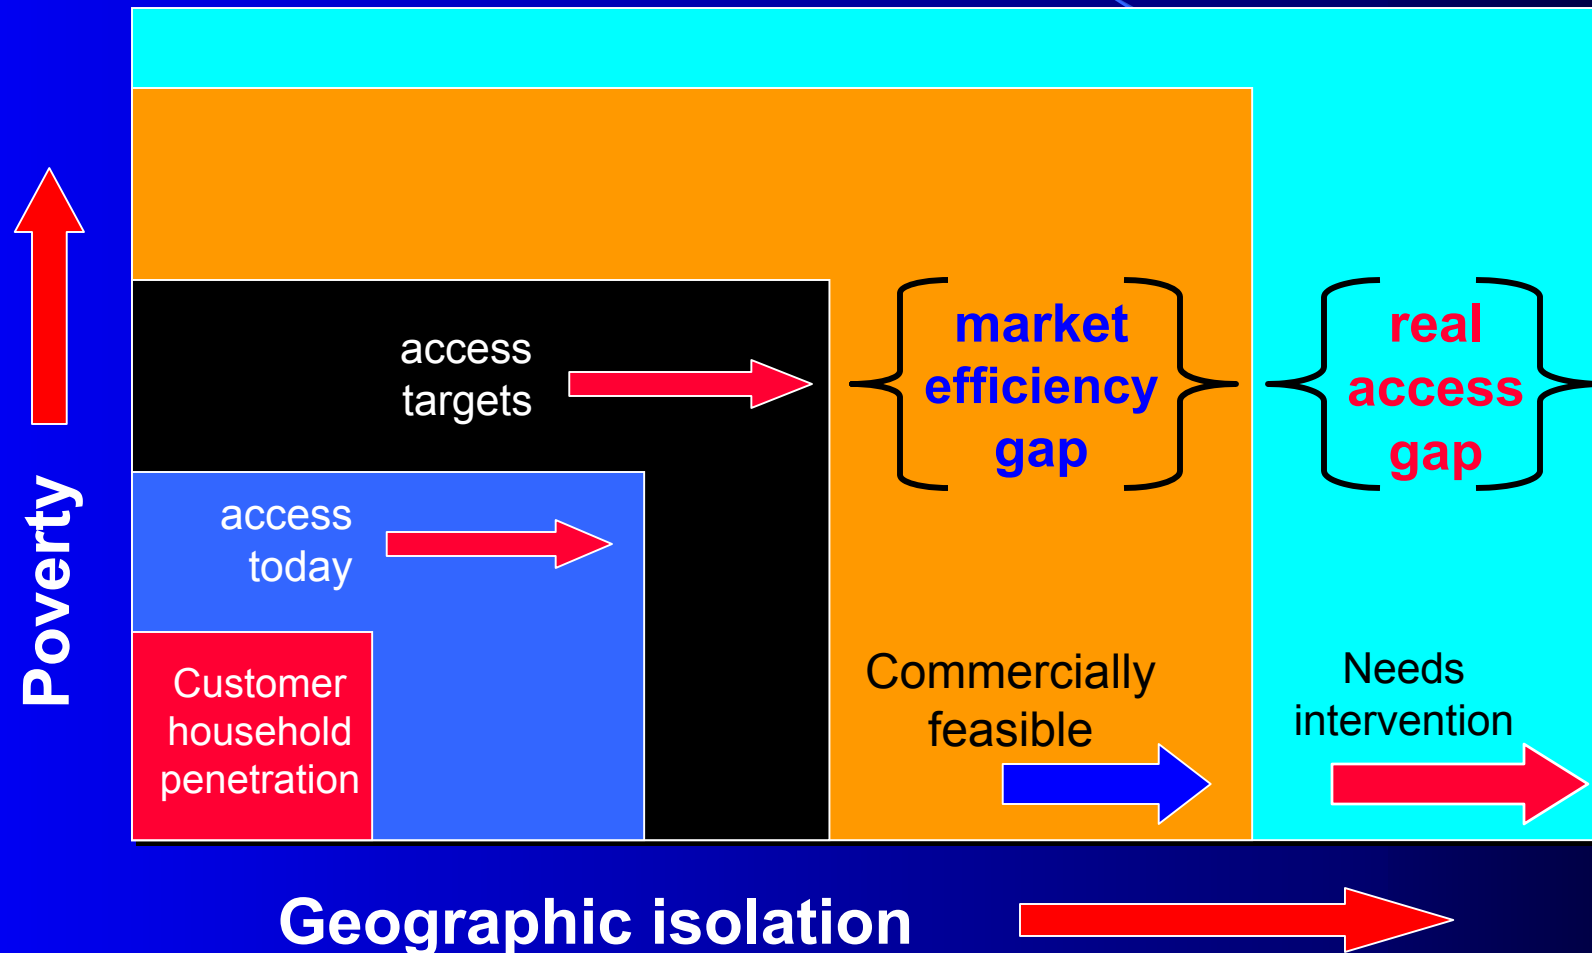 access
targets
market
efficiency
gap
real
access
gap
access
today
Customer
household
penetration
Commercially
feasible
Needs
intervention
Poverty
Geographic isolation